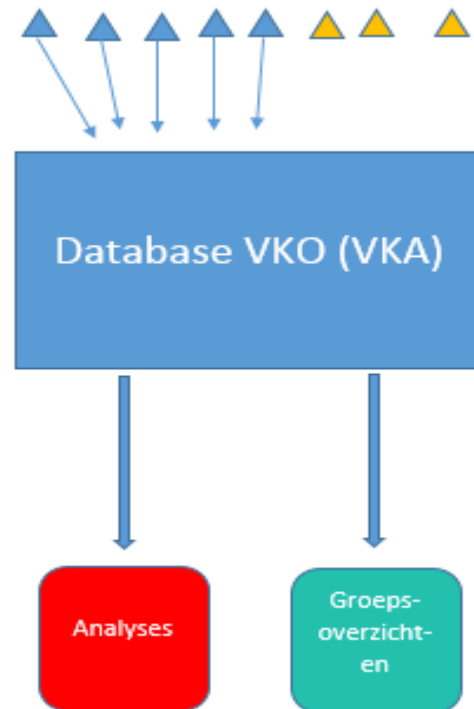 Database VKO (VKA)
Analyses
Groeps-
overzicht-
en